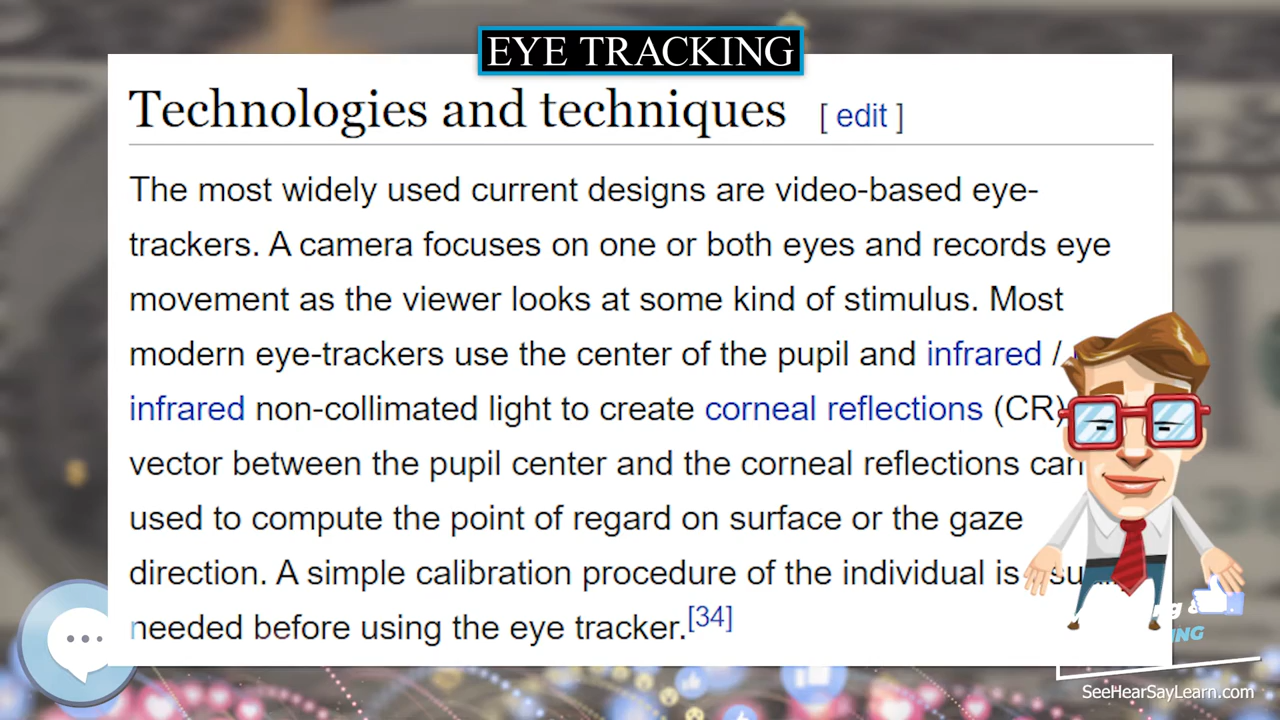 EYE TRACKING
Technologies and techniques [ edit ]
The most widely used current designs are video-based eye-
trackers. A camera focuses on one or both eyes and records eye
movement as the viewer looks at some kind of stimulus. Most
modern eye-trackers use the center of the pupil and infrared /
infrared non-collimated light to create corneal reflections (CR)
vector between the pupil center and the corneal reflections can
used to compute the point of regard on surface or the gaze
direction. A simple calibration procedure of the individual is
needed before using the eye tracker.[34]
SeeHearSayLearn.com